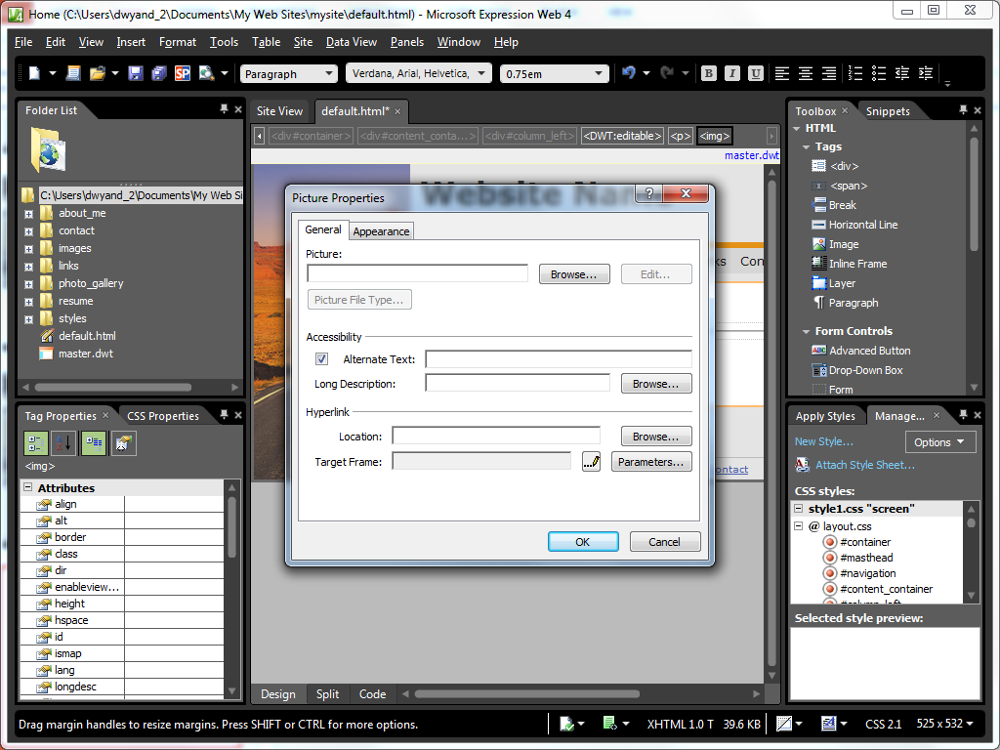 Home (C:\Users\dwyand_2\Documents\My Web Sites\mysite\default.html) - Microsoft Expression Web 4
File Edit View Insert Format Tools Table Site Data View Panels Window Help
Paragraph Verdana, Arial, Helvetica, 0.75em B I U
Folder List
C:\Users\dwyand_2\Documents\My Web Si
about_me
contact
images
links
photo_gallery
resume
styles
default.html
master.dwt
Tag Properties CSS Properties
<img>
Attributes
align
alt
border
class
dir
enableview...
height
hspace
id
ismap
lang
longdesc
Site View default.html*
<div#container> <div#content_conta...> <div#column_left> <DWT:editable> <p> <img>
master.dwt
Website Name
ks Con
ontact
Picture Properties
General Appearance
Picture:
Browse... Edit...
Picture File Type...
Accessibility
Alternate Text:
Long Description: Browse...
Hyperlink
Location: Browse...
Target Frame: Parameters...
OK Cancel
Design Split Code
Toolbox Snippets
HTML
Tags
<div>
<span>
Break
Horizontal Line
Image
Inline Frame
Layer
Paragraph
Form Controls
Advanced Button
Drop-Down Box
Form
Apply Styles Manage...
New Style... Options
Attach Style Sheet...
CSS styles:
style1.css "screen"
@ layout.css
#container
#masthead
#navigation
#content_container
#column_left
Selected style preview:
Drag margin handles to resize margins. Press SHIFT or CTRL for more options. XHTML 1.0 T 39.6 KB CSS 2.1 525 x 532